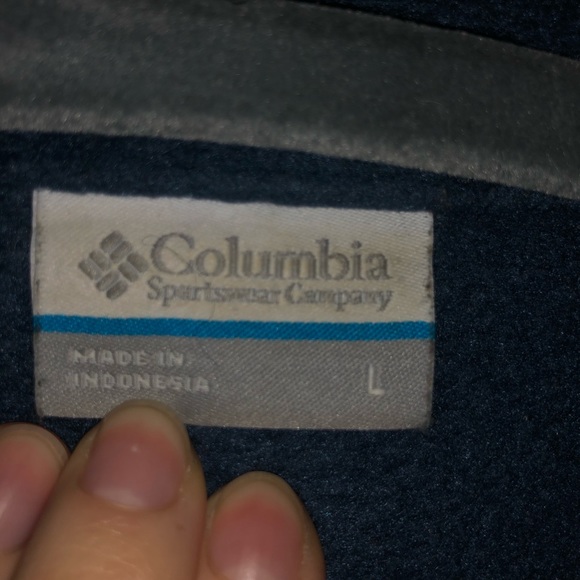 Columbia
Sportswear Company
MADE IN
INDONESIA
L